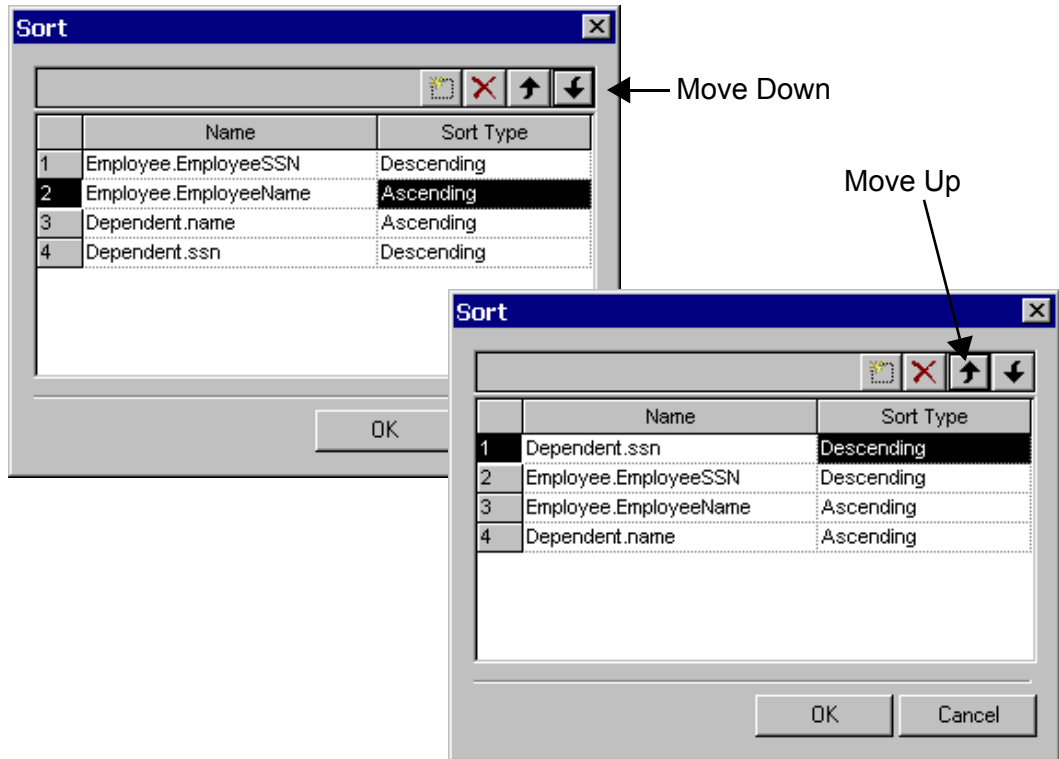 Sort
Move Down
Name Sort Type
1 Employee.EmployeeSSN Descending
2 Employee.EmployeeName Ascending
3 Dependent.name Ascending
4 Dependent.ssn Descending
OK
Move Up
Sort
Name Sort Type
1 Dependent.ssn Descending
2 Employee.EmployeeSSN Descending
3 Employee.EmployeeName Ascending
4 Dependent.name Ascending
OK Cancel